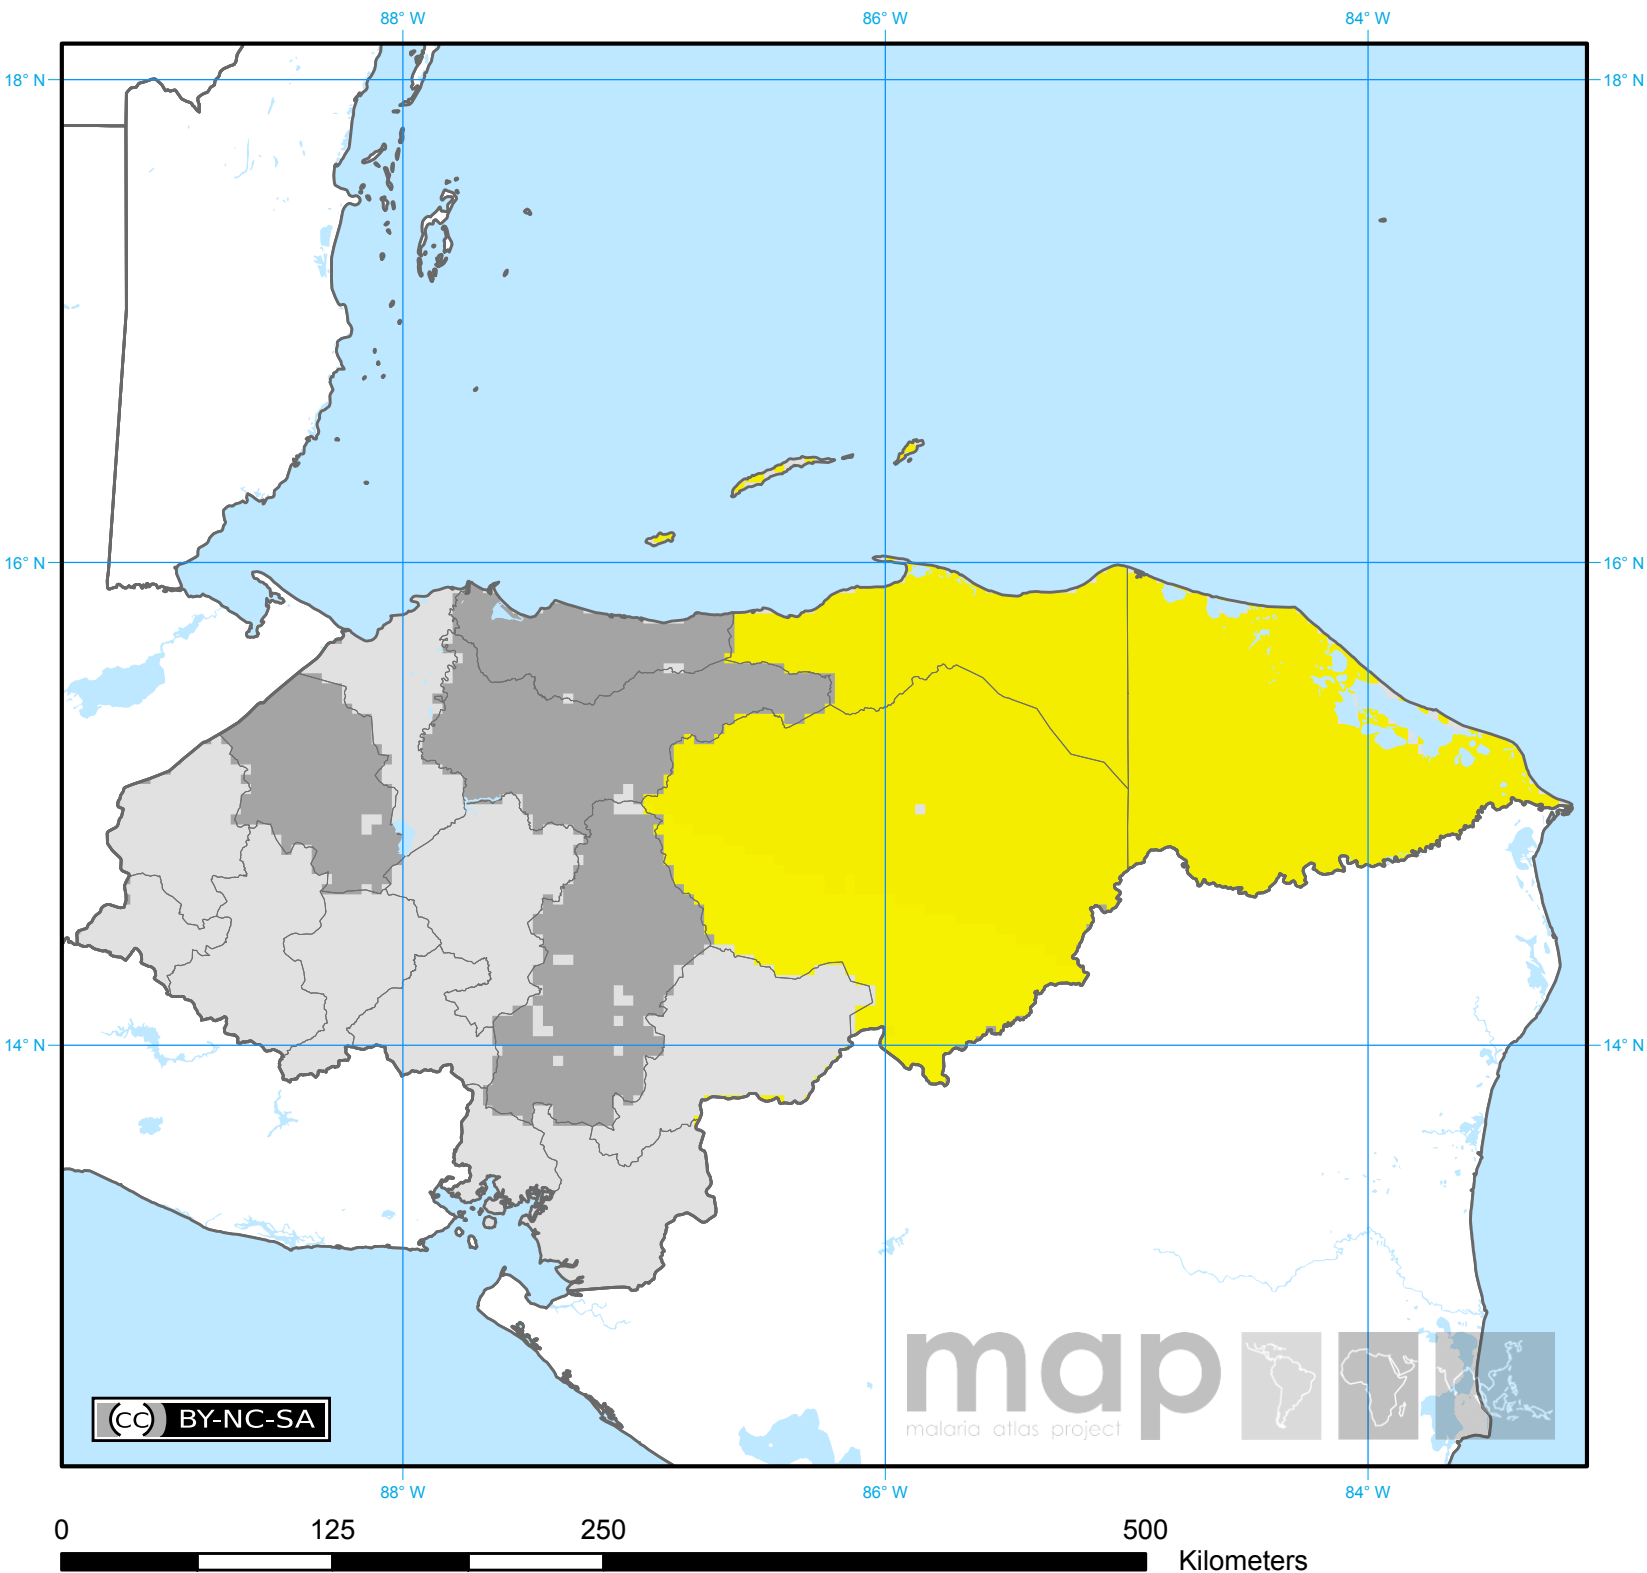 88° W 86° W 84° W
18° N 18° N
16° N 16° N
14° N 14° N
map
malaria atlas project
(cc) BY-NC-SA
88° W 86° W 84° W
0 125 250 500
Kilometers